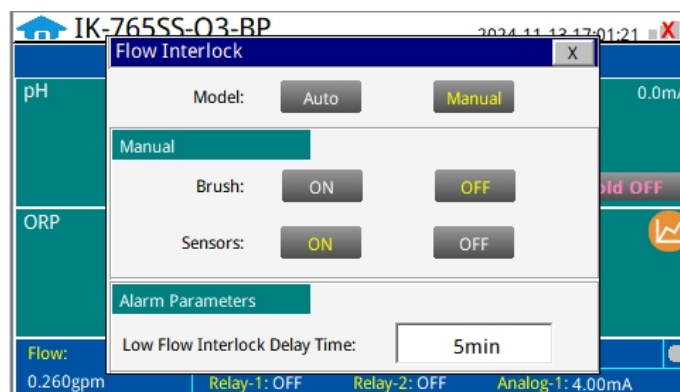 IK-765SS-O3-BP
2024-11-13 17:01:21
X
Flow Interlock
X
pH
Model:
Auto
Manual
0.0mA
Manual
Brush:
ON
OFF
old OFF
ORP
Sensors:
ON
OFF
Alarm Parameters
Low Flow Interlock Delay Time:
5min
Flow:
0.260gpm
Relay-1: OFF
Relay-2: OFF
Analog-1: 4.00mA